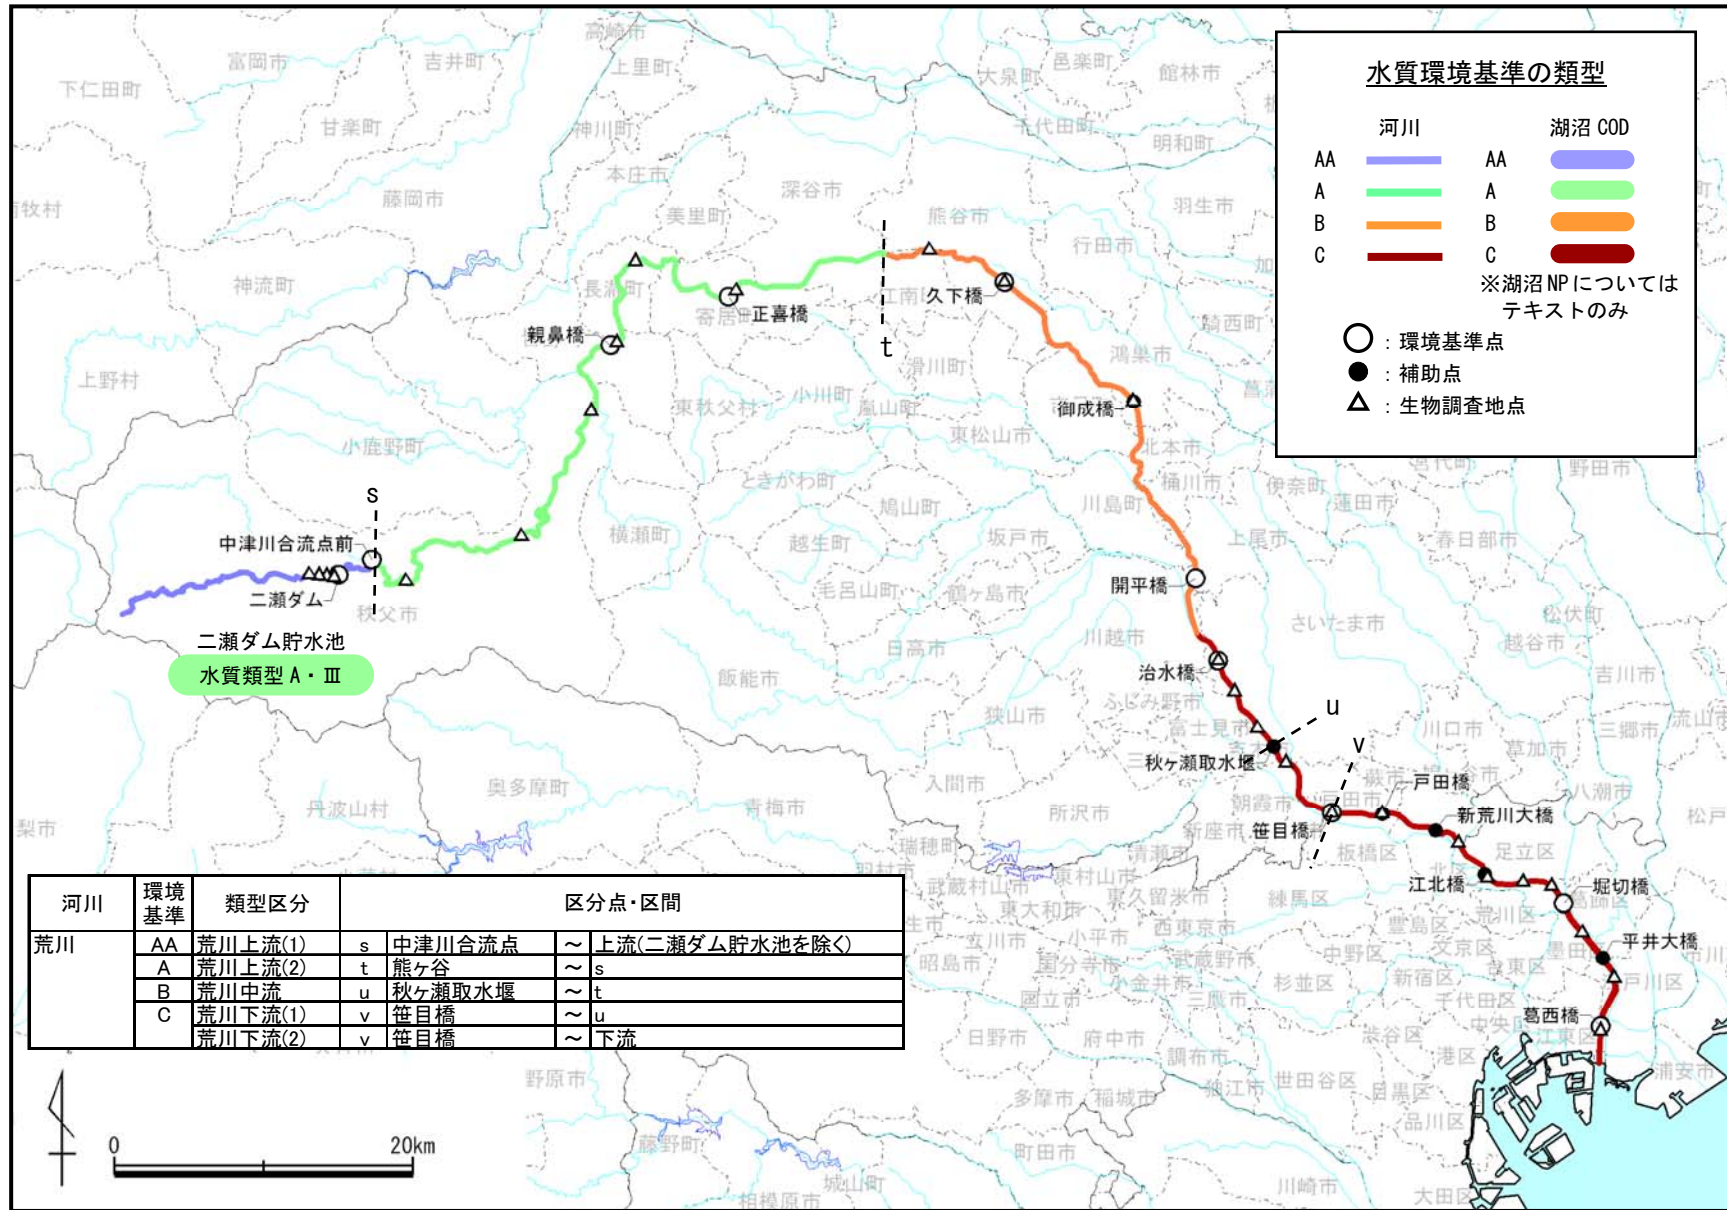 水質環境基準の類型
河川 湖沼 COD
AA AA
A A
B B
C C
※湖沼 NPについては
テキストのみ
○ : 環境基準点
● : 補助点
△ : 生物調査地点
高崎市
富岡市
吉井町
上里町
大泉町
邑楽町
館林市
下仁田町
甘楽町
神川町
千代田町
明和町
本庄市
深谷市
藤岡市
美里町
熊谷市
羽生市
行田市
神流町
長瀞町
寄居町
正喜橋
久下橋
親鼻橋
t
騎西町
鴻巣市
上野村
滑川町
小川町
嵐山町
東秩父村
御成橋
小鹿野町
東松山市
北本市
宮代町
野田市
ときがわ町
桶川市
伊奈町
蓮田市
s
鳩山町
川島町
中津川合流点前
横瀬町
越生町
坂戸市
上尾市
春日部市
二瀬ダム
秩父市
毛呂山町
鶴ヶ島市
開平橋
松伏町
さいたま市
越谷市
二瀬ダム貯水池
水質類型 A・Ⅲ
日高市
川越市
治水橋
吉川市
飯能市
ふじみ野市
狭山市
富士見市
u
川口市
三郷市
流山市
v
草加市
秋ヶ瀬取水堰
入間市
戸田橋
八潮市
奥多摩町
丹波山村
青梅市
所沢市
朝霞市
戸田市
新荒川大橋
新座市
笹目橋
板橋区
足立区
瑞穂町
清瀬市
東村山市
武蔵村山市
東久留米市
練馬区
江北橋
堀切橋
葛飾区
東大和市
西東京市
豊島区
荒川区
立川市
小平市
中野区
文京区
平井大橋
昭島市
国分寺市
武蔵野市
新宿区
台東区
国立市
小金井市
三鷹市
杉並区
千代田区
葛西橋
日野市
府中市
渋谷区
江東区
調布市
港区
浦安市
狛江市
世田谷区
目黒区
多摩市
稲城市
品川区
藤野町
町田市
城山町
相模原市
川崎市
大田区
河川 環境基準 類型区分 区分点・区間
荒川 AA 荒川上流(1) s 中津川合流点 ～ 上流(二瀬ダム貯水池を除く)
A 荒川上流(2) t 熊ヶ谷 ～ s
B 荒川中流 u 秋ヶ瀬取水堰 ～ t
C 荒川下流(1) v 笹目橋 ～ u
荒川下流(2) v 笹目橋 ～ 下流
0 20km